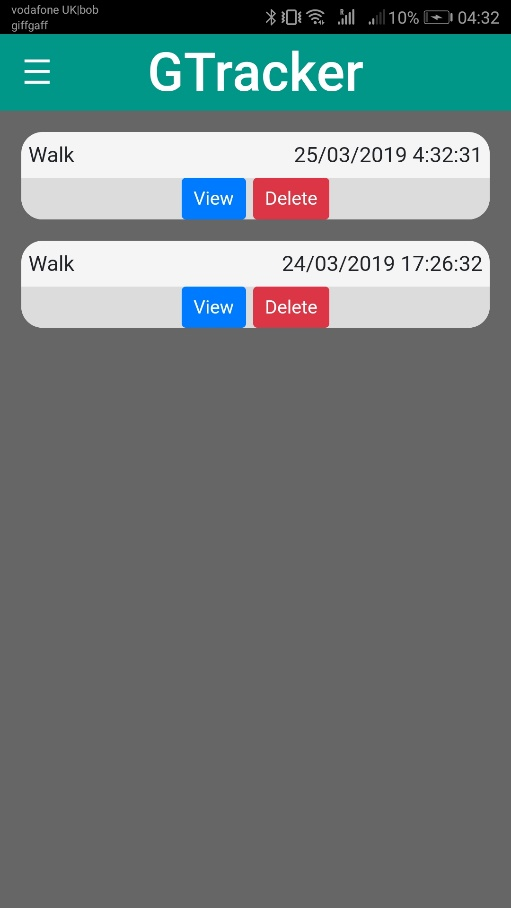 vodafone UK|bob
giffgaff
10%
04:32
GTracker
Walk 25/03/2019 4:32:31
View Delete
Walk 24/03/2019 17:26:32
View Delete